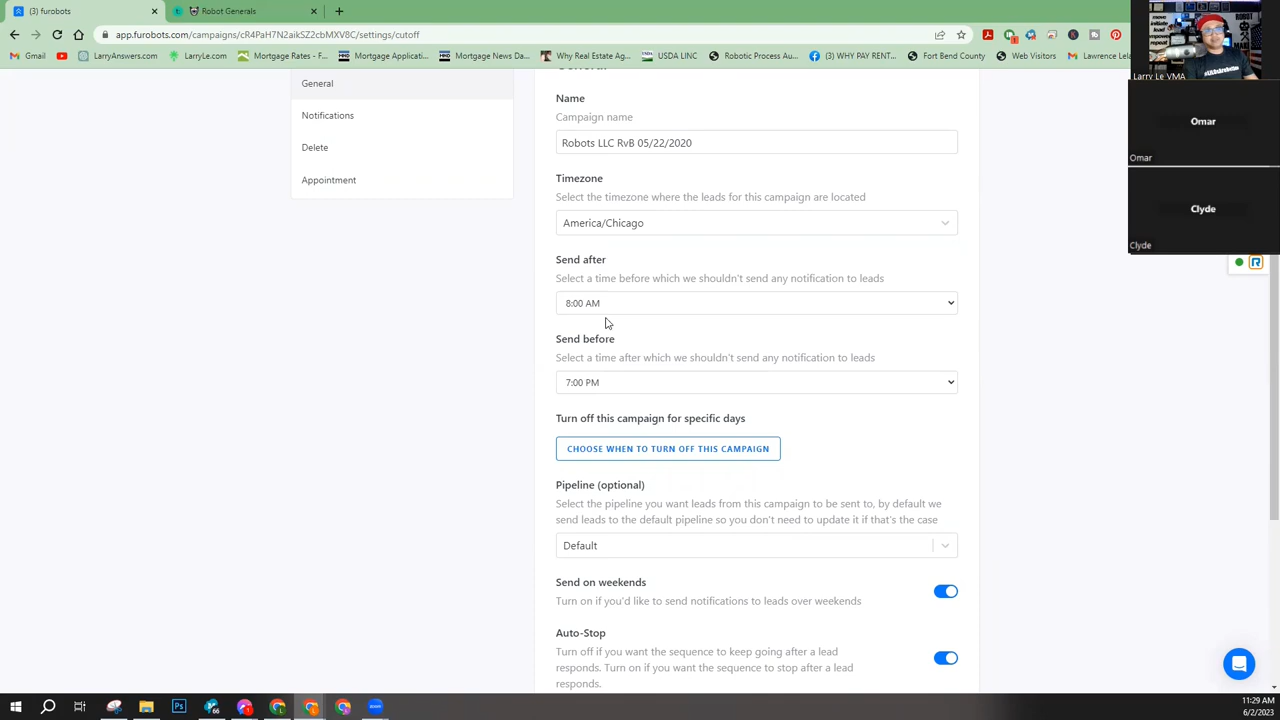 (3) furobots
Robot Generals
app.furobots.com/campaigns/cR4PaH7N2aikSZ2cbMXV8C/settings/cutoff
Gmail
LarryAnswers.com
LarryLe.com
Mortgage Rates - F...
Mortgage Applicati...
Mortgage News Da...
Why Real Estate Ag...
USDA LINC
Robotic Process Au...
(3) WHY PAY RENT...
Fort Bend County
Web Visitors
Lawrence Lela
move
initiate
lead
repeat
ROBOT
Larry Le VMA
Omar
Omar
Clyde
Clyde
General
Notifications
Delete
Appointment
General
Name
Campaign name
Robots LLC RvB 05/22/2020
Timezone
Select the timezone where the leads for this campaign are located
America/Chicago
Send after
Select a time before which we shouldn't send any notification to leads
8:00 AM
Send before
Select a time after which we shouldn't send any notification to leads
7:00 PM
Turn off this campaign for specific days
CHOOSE WHEN TO TURN OFF THIS CAMPAIGN
Pipeline (optional)
Select the pipeline you want leads from this campaign to be sent to, by default we
send leads to the default pipeline so you don't need to update it if that's the case
Default
Send on weekends
Turn on if you'd like to send notifications to leads over weekends
Auto-Stop
Turn off if you want the sequence to keep going after a lead
responds. Turn on if you want the sequence to stop after a lead
responds.
11:29 AM
6/2/2023